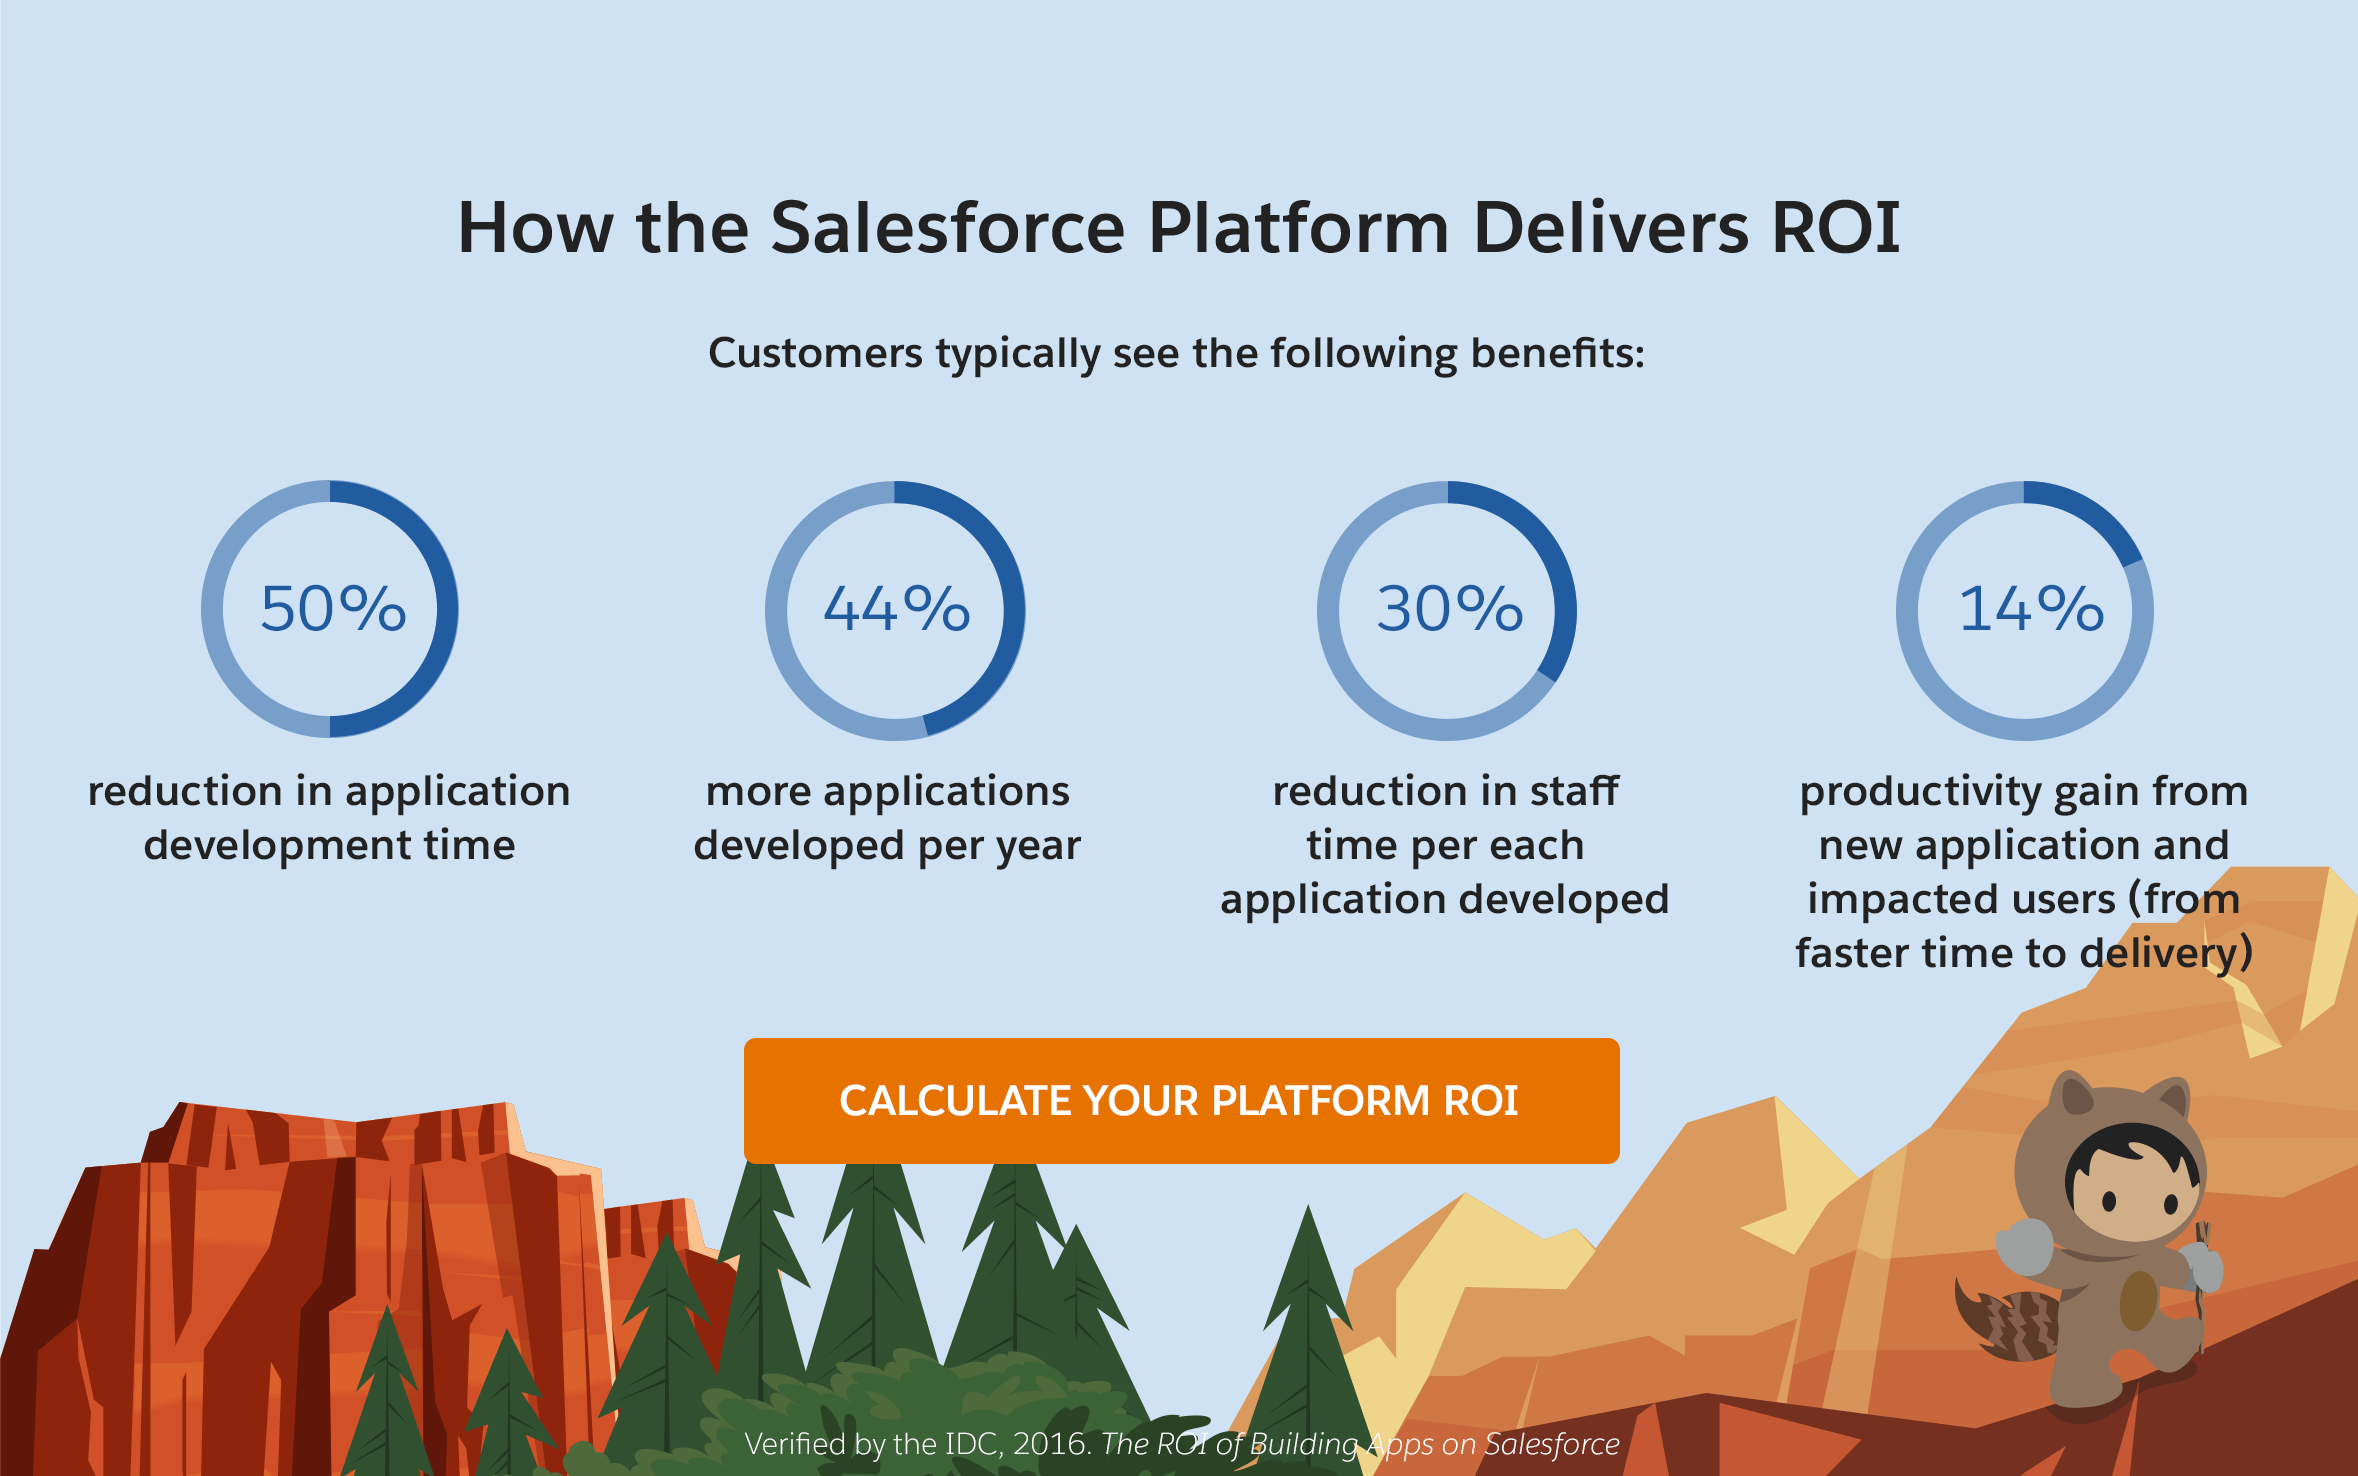 How the Salesforce Platform Delivers ROI
Customers typically see the following benefits:
50%
reduction in application
development time
44%
more applications
developed per year
30%
reduction in staff
time per each
application developed
14%
productivity gain from
new application and
impacted users (from
faster time to delivery)
CALCULATE YOUR PLATFORM ROI
Verified by the IDC, 2016. The ROI of Building Apps on Salesforce